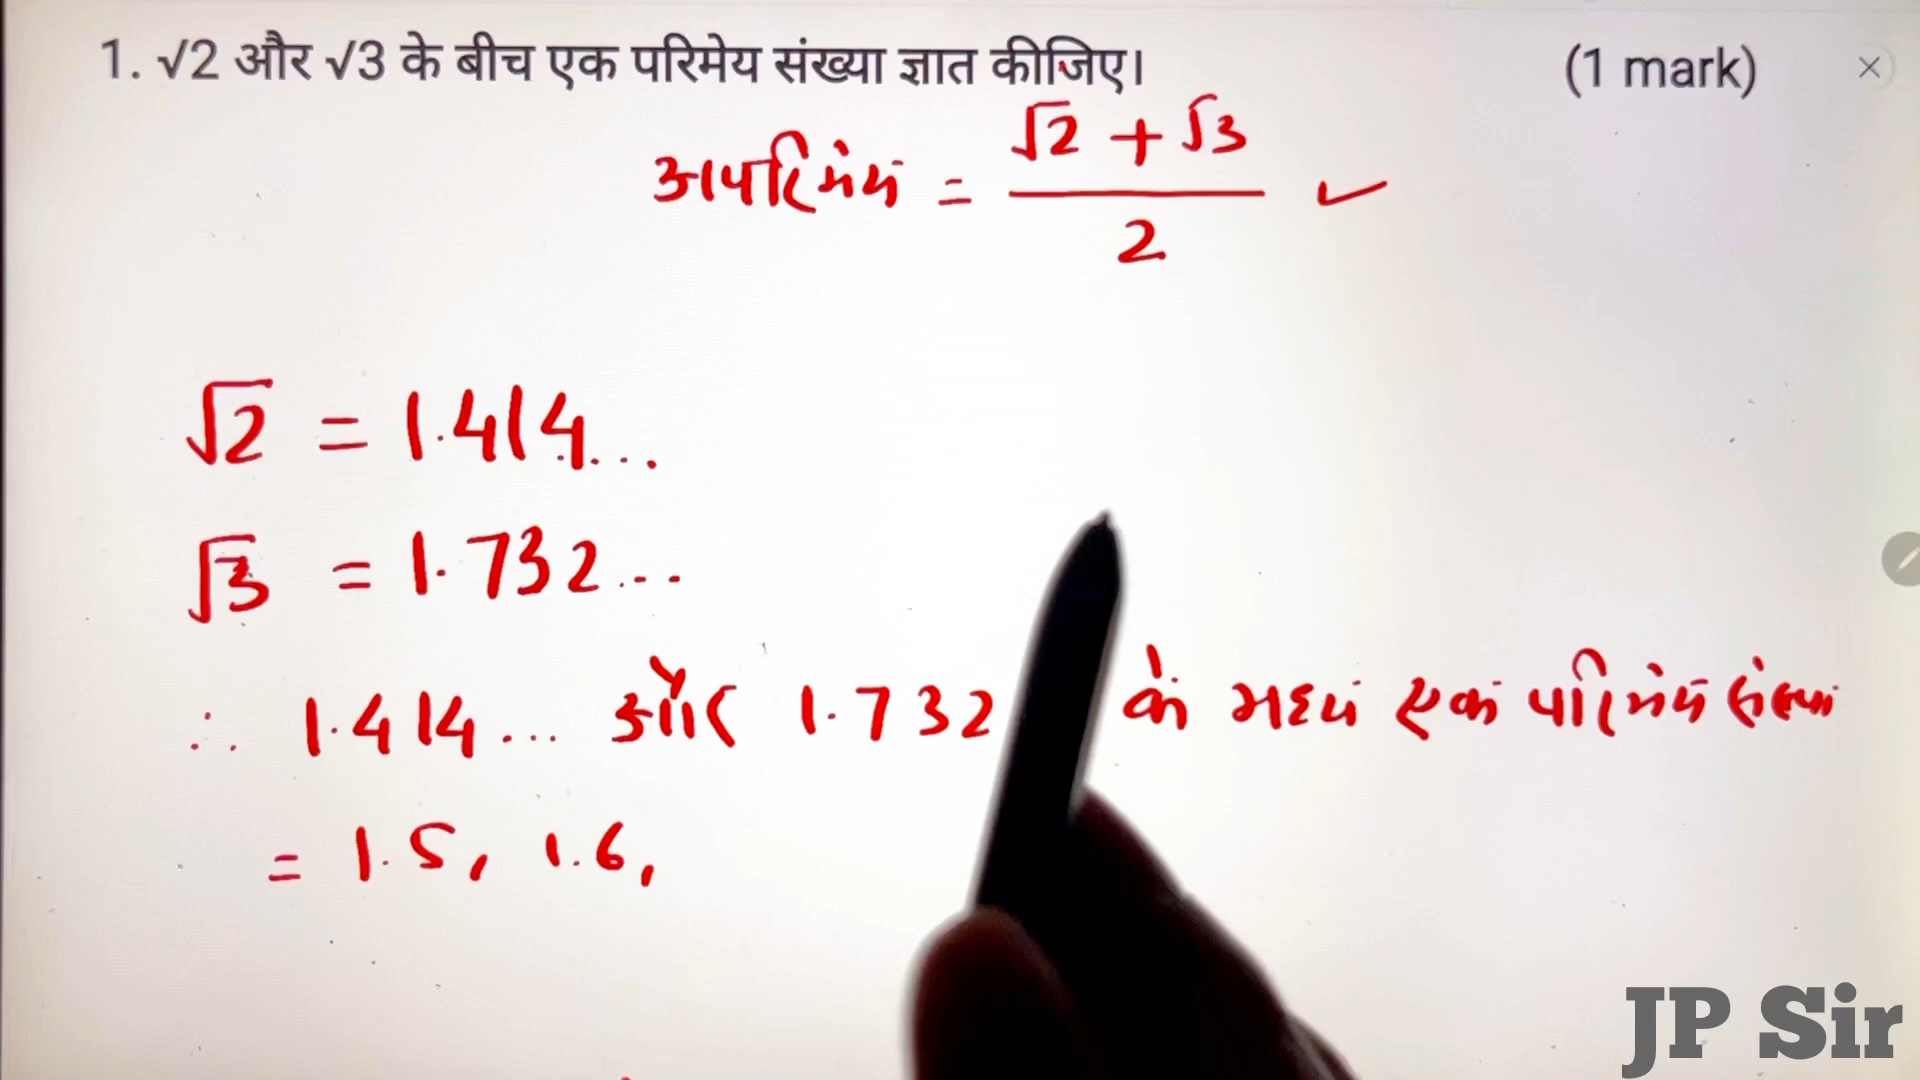 1. √2 और √3 के बीच एक परिमेय संख्या ज्ञात कीजिए। (1 mark) ×
अपरिमेय = (√2 + √3)/2 ✓
√2 = 1.414...
√3 = 1.732...
∴ 1.414... और 1.732 के मध्य एक परिमेय संख्या
= 1.5, 1.6,
JP Sir